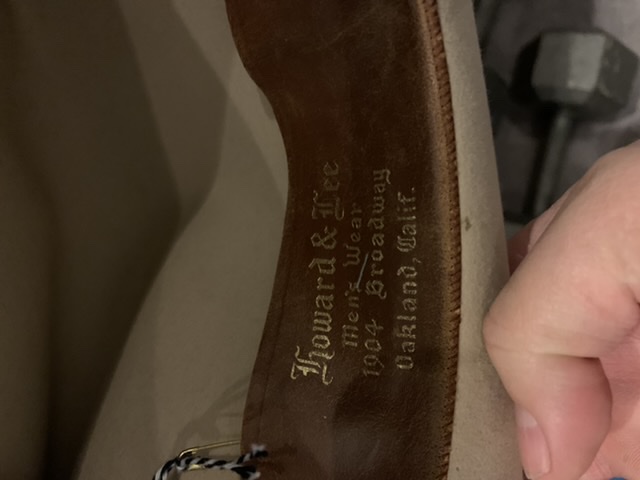 Howard & Lee
Men's Wear
1904 Broadway
Oakland, Calif.